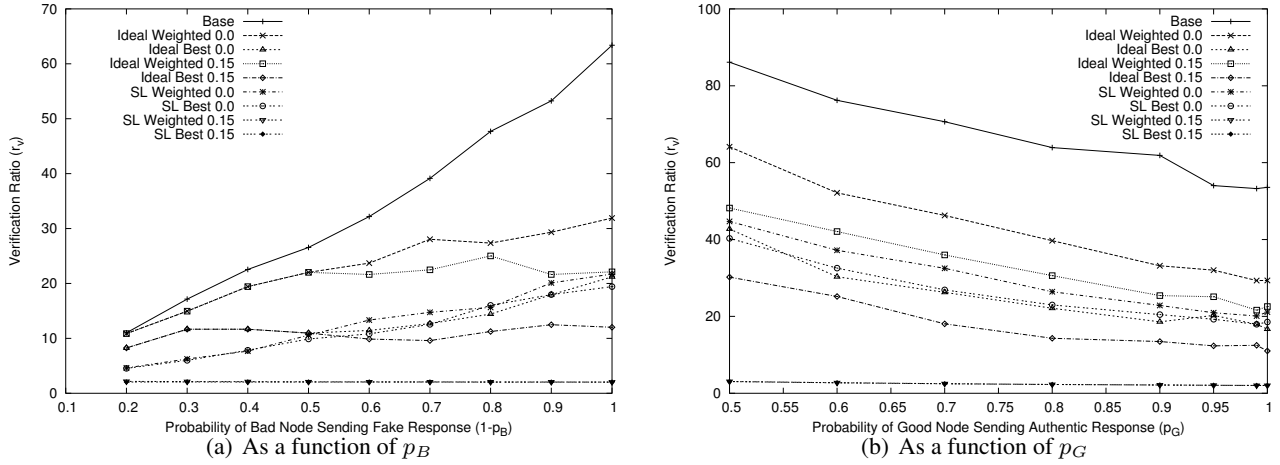 70
60
50
40
30
20
10
0
Verification Ratio (r_v)
Base
Ideal Weighted 0.0
Ideal Best 0.0
Ideal Weighted 0.15
Ideal Best 0.15
SL Weighted 0.0
SL Best 0.0
SL Weighted 0.15
SL Best 0.15
0.1 0.2 0.3 0.4 0.5 0.6 0.7 0.8 0.9 1
Probability of Bad Node Sending Fake Response (1-p_B)
(a) As a function of p_B
100
80
60
40
20
0
Verification Ratio (r_v)
Base
Ideal Weighted 0.0
Ideal Best 0.0
Ideal Weighted 0.15
Ideal Best 0.15
SL Weighted 0.0
SL Best 0.0
SL Weighted 0.15
SL Best 0.15
0.5 0.55 0.6 0.65 0.7 0.75 0.8 0.85 0.9 0.95 1
Probability of Good Node Sending Authentic Response (p_G)
(b) As a function of p_G